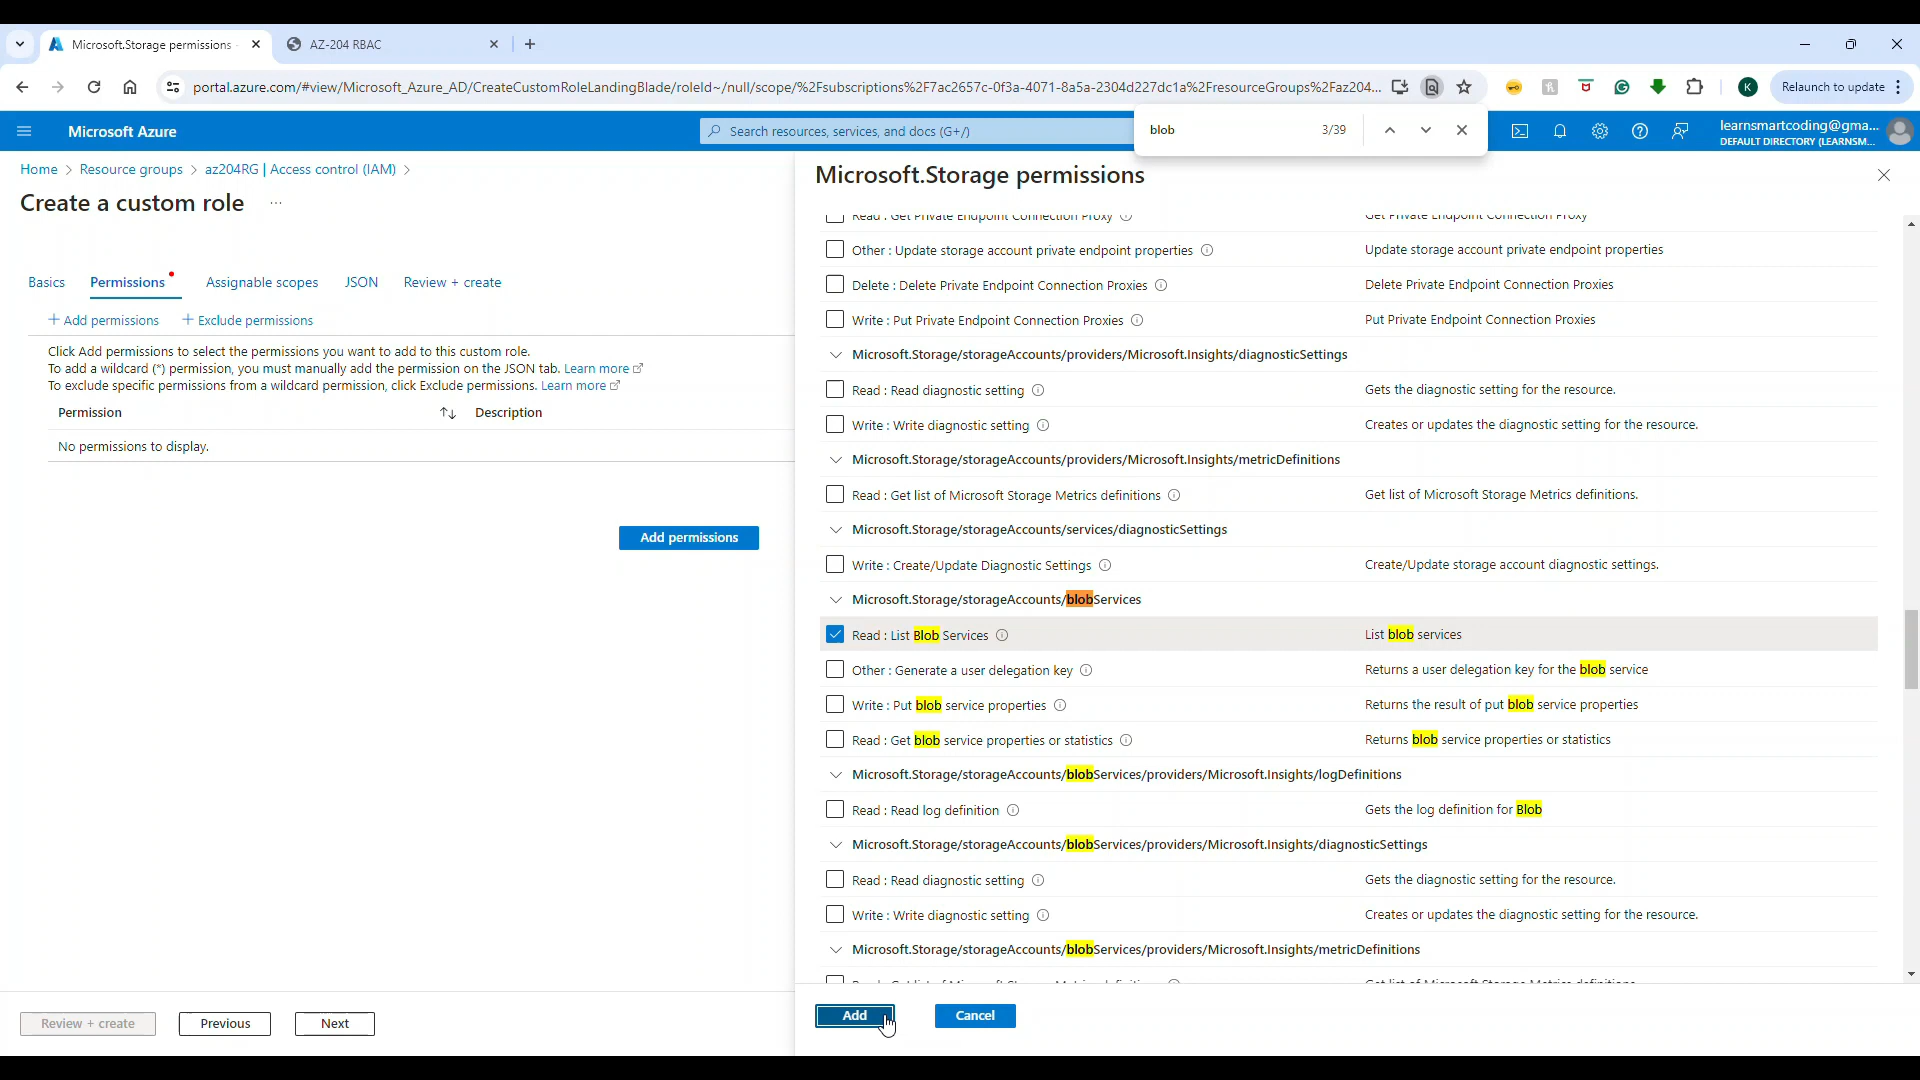 Microsoft.Storage permissions
AZ-204 RBAC
portal.azure.com/#view/Microsoft_Azure_AD/CreateCustomRoleLandingBlade/roleId~/null/scope/%2Fsubscriptions%2F7ac2657c-0f3a-4071-8a5a-2304d227dc1a%2FresourceGroups%2Faz204...
K
Relaunch to update
Microsoft Azure
Search resources, services, and docs (G+/)
blob
3/39
learnsmartcoding@gma...
DEFAULT DIRECTORY (LEARNSM...
Home > Resource groups > az204RG | Access control (IAM) >
Create a custom role ...
Basics Permissions Assignable scopes JSON Review + create
+ Add permissions + Exclude permissions
Click Add permissions to select the permissions you want to add to this custom role.
To add a wildcard (*) permission, you must manually add the permission on the JSON tab. Learn more
To exclude specific permissions from a wildcard permission, click Exclude permissions. Learn more
Permission Description
No permissions to display.
Add permissions
Review + create Previous Next
Microsoft.Storage permissions
Read : Get Private Endpoint Connection Proxy Get Private Endpoint Connection Proxy
Other : Update storage account private endpoint properties Update storage account private endpoint properties
Delete : Delete Private Endpoint Connection Proxies Delete Private Endpoint Connection Proxies
Write : Put Private Endpoint Connection Proxies Put Private Endpoint Connection Proxies
Microsoft.Storage/storageAccounts/providers/Microsoft.Insights/diagnosticSettings
Read : Read diagnostic setting Gets the diagnostic setting for the resource.
Write : Write diagnostic setting Creates or updates the diagnostic setting for the resource.
Microsoft.Storage/storageAccounts/providers/Microsoft.Insights/metricDefinitions
Read : Get list of Microsoft Storage Metrics definitions Get list of Microsoft Storage Metrics definitions.
Microsoft.Storage/storageAccounts/services/diagnosticSettings
Write : Create/Update Diagnostic Settings Create/Update storage account diagnostic settings.
Microsoft.Storage/storageAccounts/blobServices
Read : List Blob Services List blob services
Other : Generate a user delegation key Returns a user delegation key for the blob service
Write : Put blob service properties Returns the result of put blob service properties
Read : Get blob service properties or statistics Returns blob service properties or statistics
Microsoft.Storage/storageAccounts/blobServices/providers/Microsoft.Insights/logDefinitions
Read : Read log definition Gets the log definition for Blob
Microsoft.Storage/storageAccounts/blobServices/providers/Microsoft.Insights/diagnosticSettings
Read : Read diagnostic setting Gets the diagnostic setting for the resource.
Write : Write diagnostic setting Creates or updates the diagnostic setting for the resource.
Microsoft.Storage/storageAccounts/blobServices/providers/Microsoft.Insights/metricDefinitions
Add Cancel